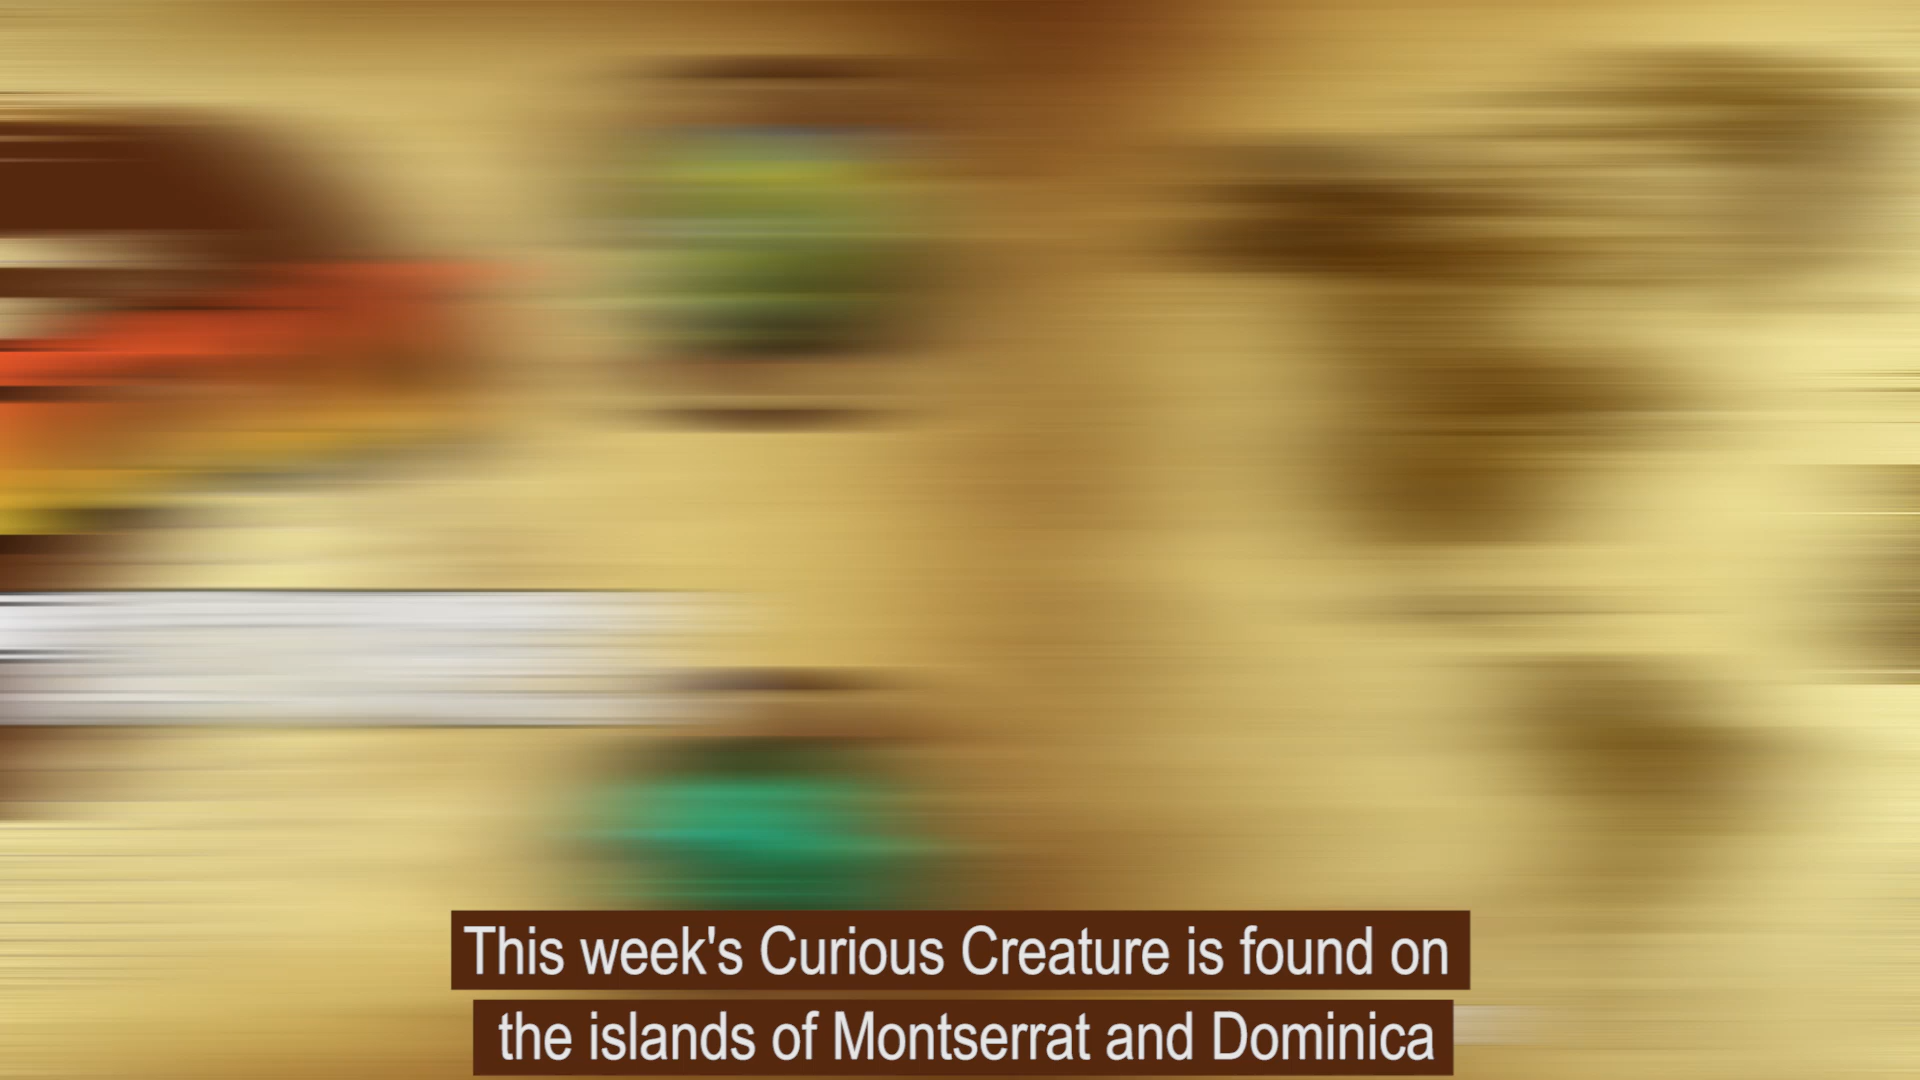 This week's Curious Creature is found on
the islands of Montserrat and Dominica